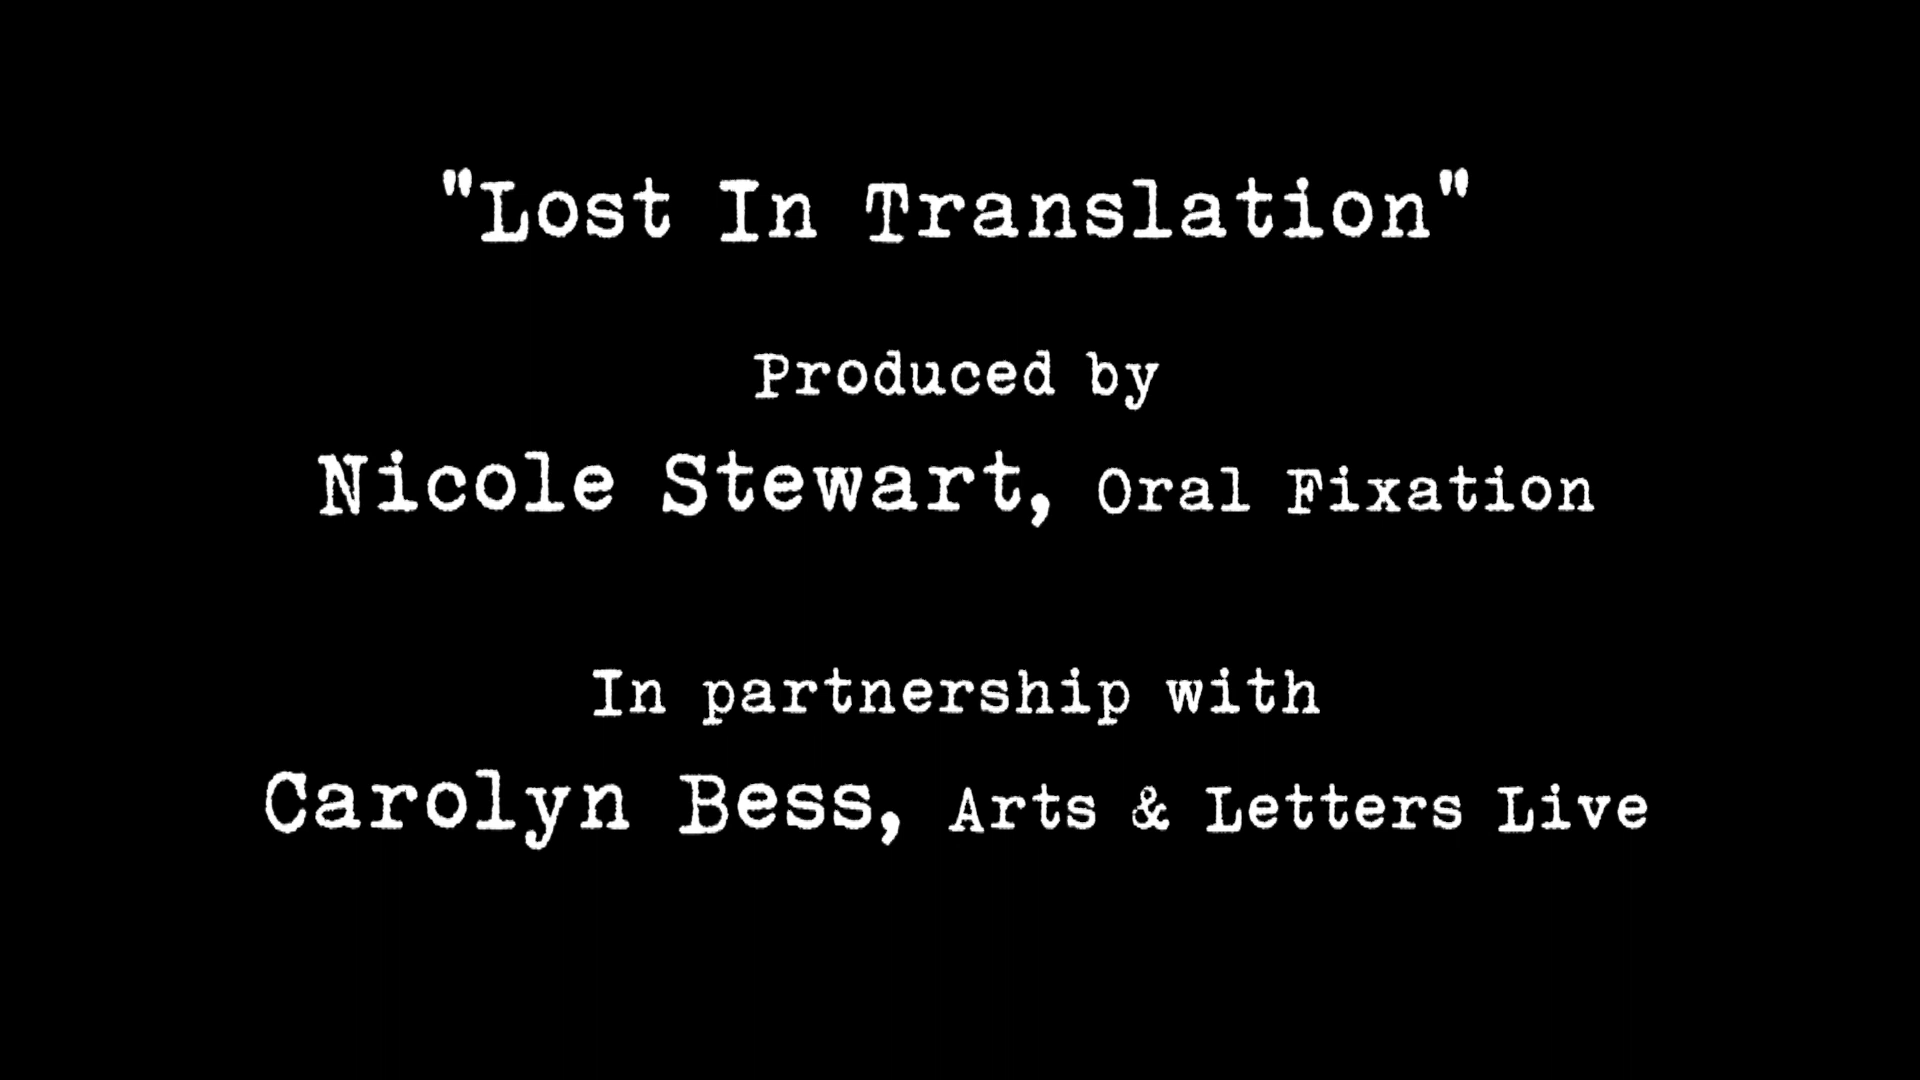 "Lost In Translation"
Produced by
Nicole Stewart, Oral Fixation
In partnership with
Carolyn Bess, Arts & Letters Live